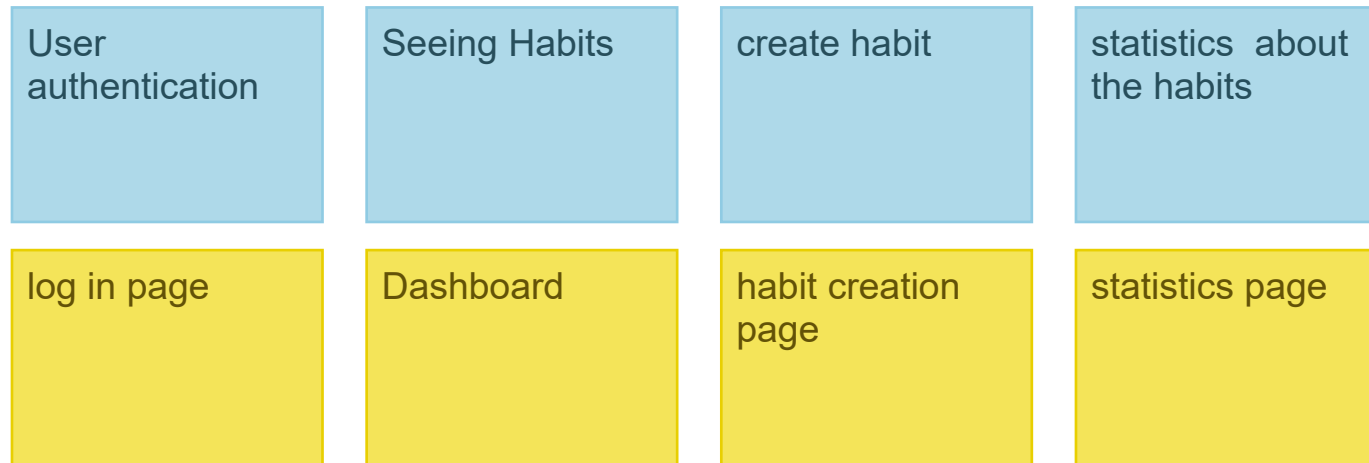 User
authentication
Seeing Habits
create habit
statistics  about
the habits
log in page
Dashboard
habit creation
page
statistics page